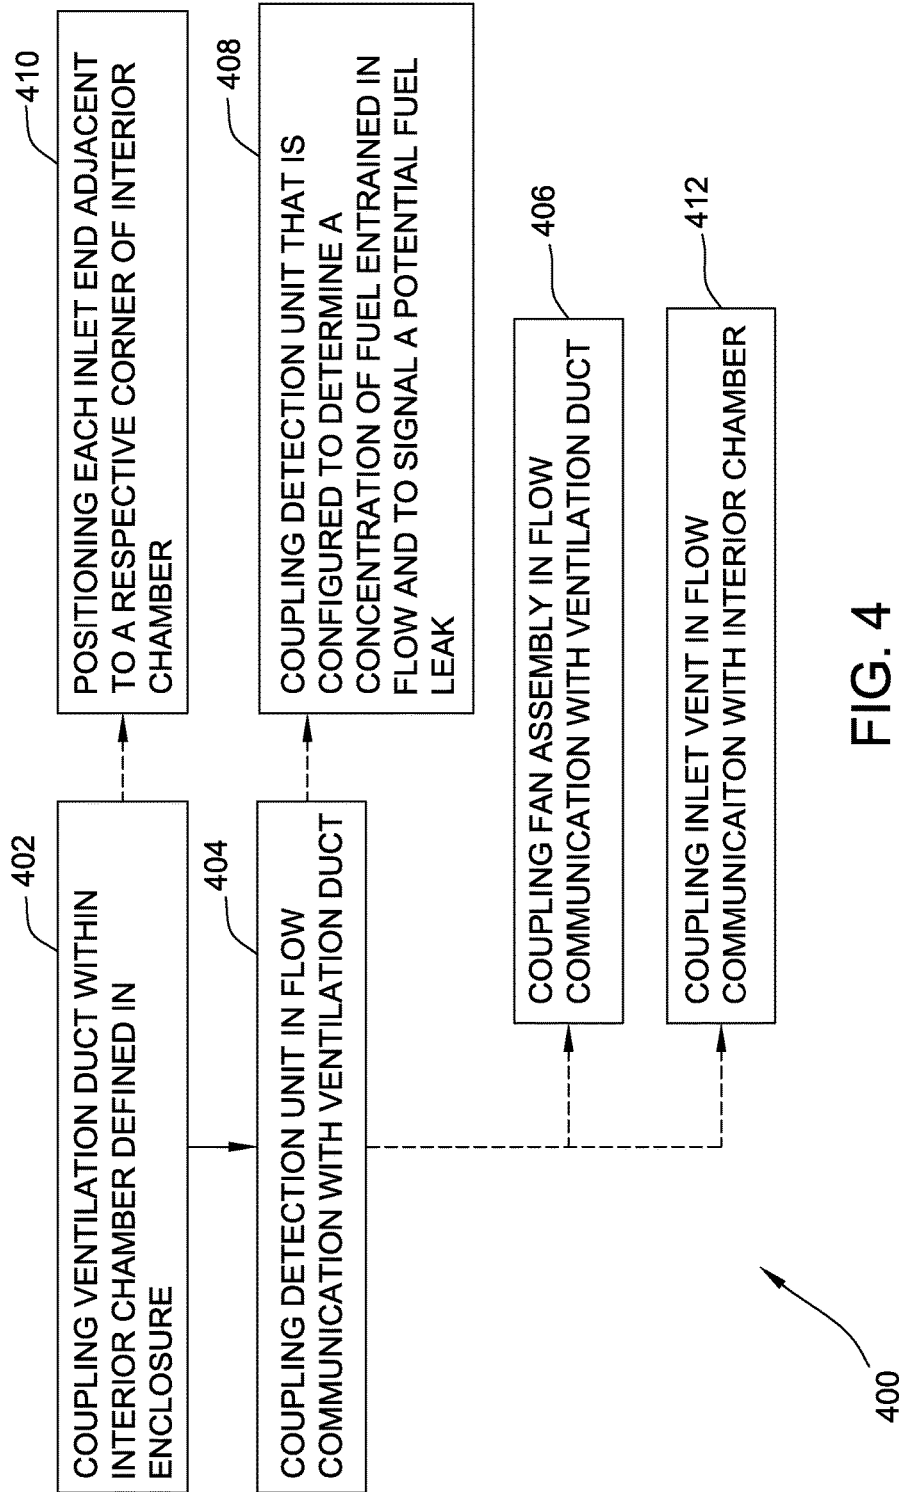 402
COUPLING VENTILATION DUCT WITHIN
INTERIOR CHAMBER DEFINED IN
ENCLOSURE
410
POSITIONING EACH INLET END ADJACENT
TO A RESPECTIVE CORNER OF INTERIOR
CHAMBER
404
COUPLING DETECTION UNIT IN FLOW
COMMUNICATION WITH VENTILATION DUCT
408
COUPLING DETECTION UNIT THAT IS
CONFIGURED TO DETERMINE A
CONCENTRATION OF FUEL ENTRAINED IN
FLOW AND TO SIGNAL A POTENTIAL FUEL
LEAK
406
COUPLING FAN ASSEMBLY IN FLOW
COMMUNICATION WITH VENTILATION DUCT
412
COUPLING INLET VENT IN FLOW
COMMUNICAITON WITH INTERIOR CHAMBER
400
FIG. 4